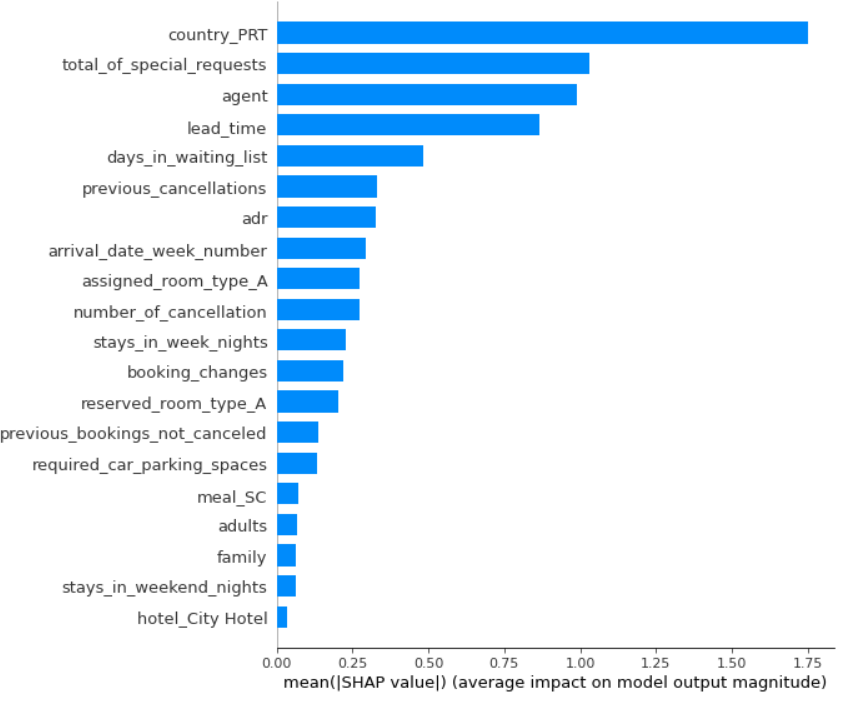 country_PRT
total_of_special_requests
agent
lead_time
days_in_waiting_list
previous_cancellations
adr
arrival_date_week_number
assigned_room_type_A
number_of_cancellation
stays_in_week_nights
booking_changes
reserved_room_type_A
previous_bookings_not_canceled
required_car_parking_spaces
meal_SC
adults
family
stays_in_weekend_nights
hotel_City Hotel
0.00 0.25 0.50 0.75 1.00 1.25 1.50 1.75
mean(|SHAP value|) (average impact on model output magnitude)